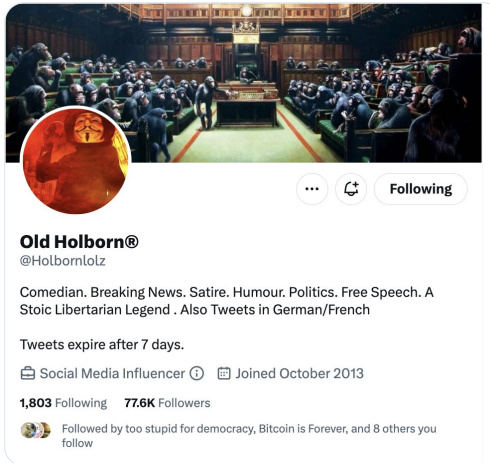 Following
Old Holborn®
@Holbornlolz
Comedian. Breaking News. Satire. Humour. Politics. Free Speech. A
Stoic Libertarian Legend . Also Tweets in German/French
Tweets expire after 7 days.
Social Media Influencer Joined October 2013
1,803 Following 77.6K Followers
Followed by too stupid for democracy, Bitcoin is Forever, and 8 others you
follow